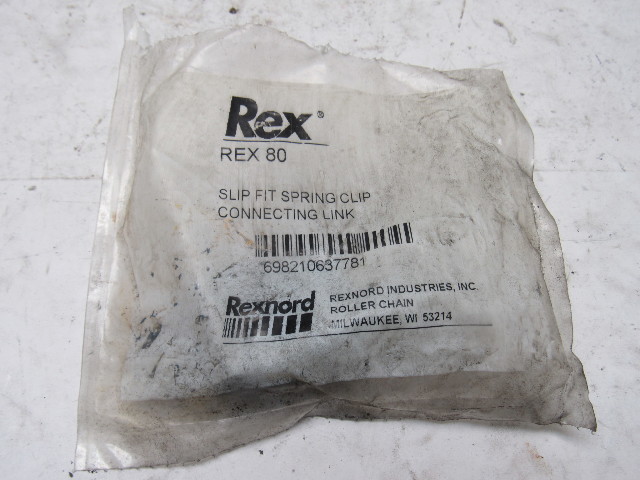 Rex®
REX 80
SLIP FIT SPRING CLIP
CONNECTING LINK
698210637781
Rexnord
REXNORD INDUSTRIES, INC.
ROLLER CHAIN
MILWAUKEE, WI 53214